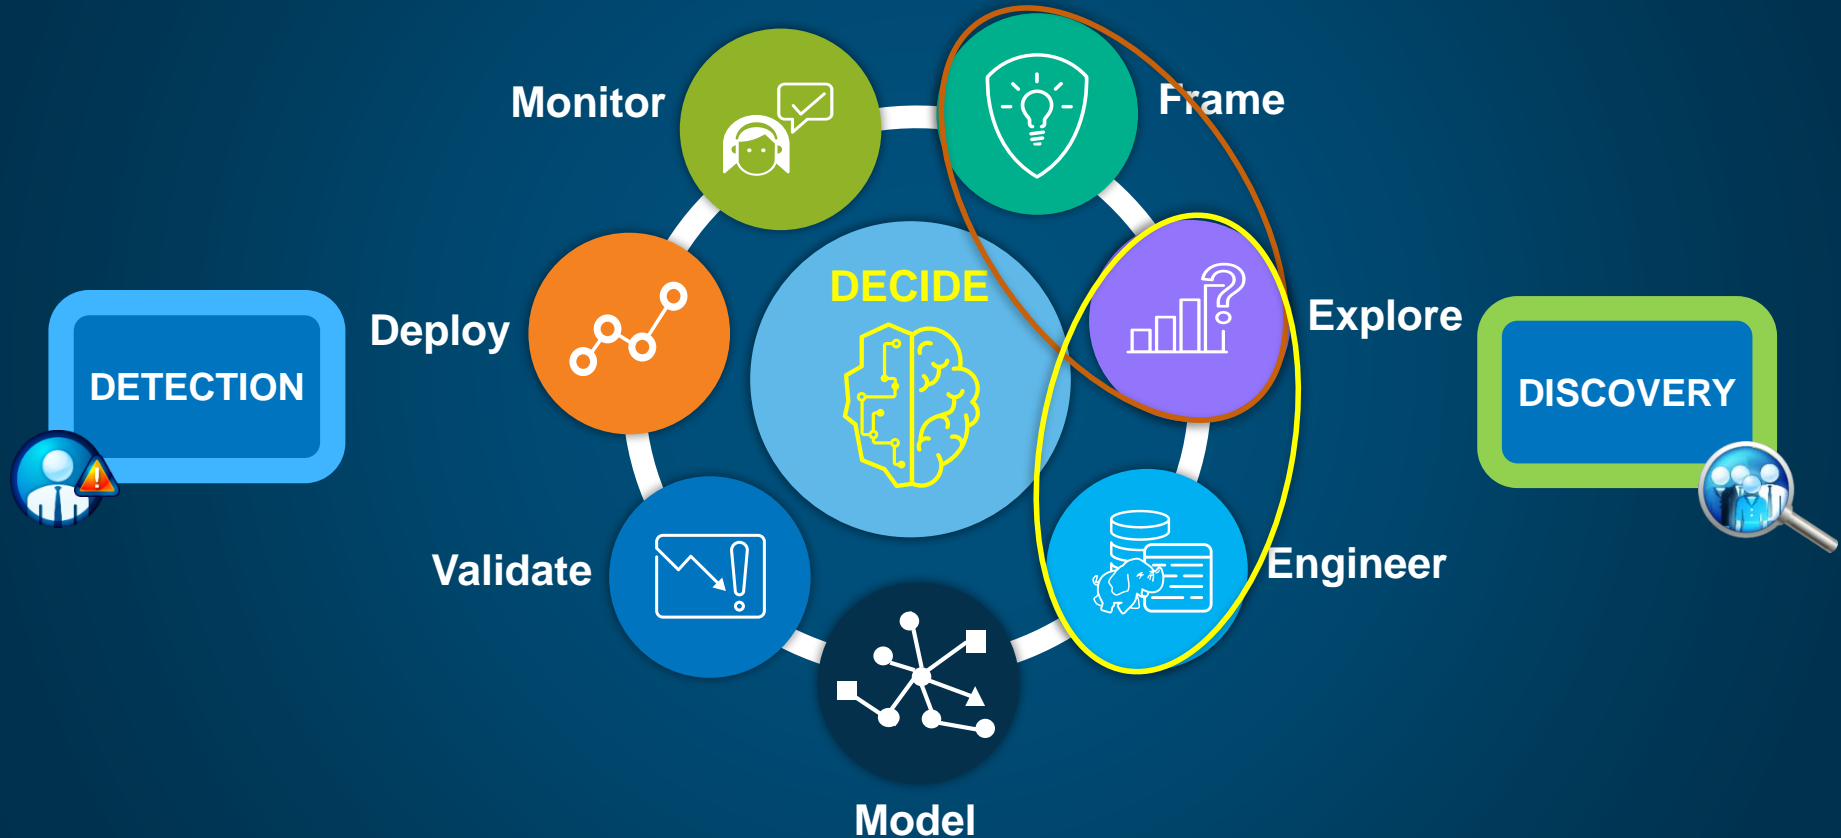 Monitor
Frame
DECIDE
Deploy
Explore
DETECTION
DISCOVERY
Validate
Engineer
Model